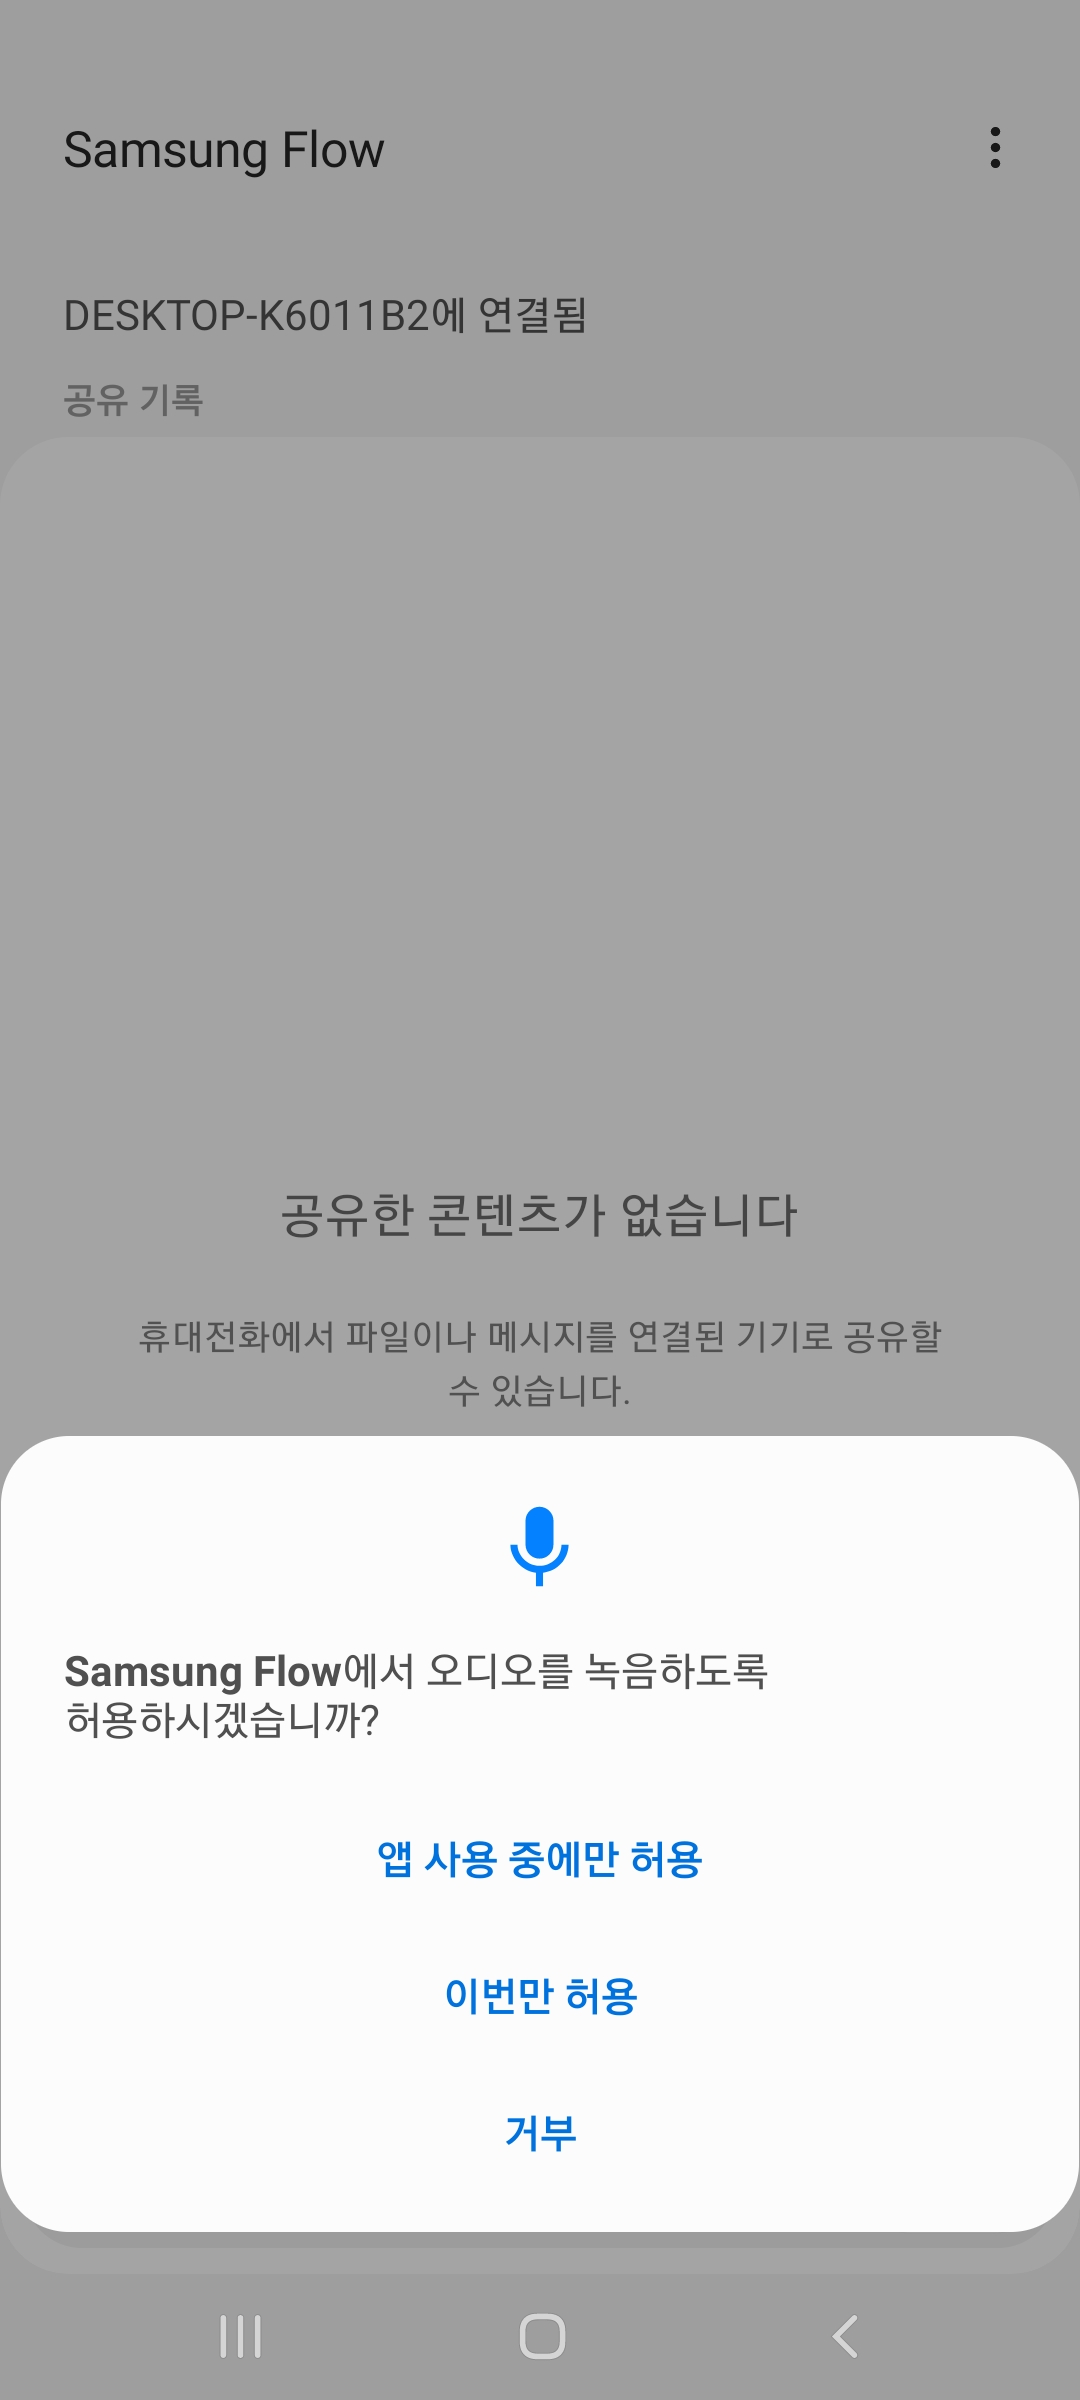 Samsung Flow
DESKTOP-K6011B2에 연결됨
공유 기록
공유한 콘텐츠가 없습니다
휴대전화에서 파일이나 메시지를 연결된 기기로 공유할
수 있습니다.
Samsung Flow에서 오디오를 녹음하도록
허용하시겠습니까?
앱 사용 중에만 허용
이번만 허용
거부